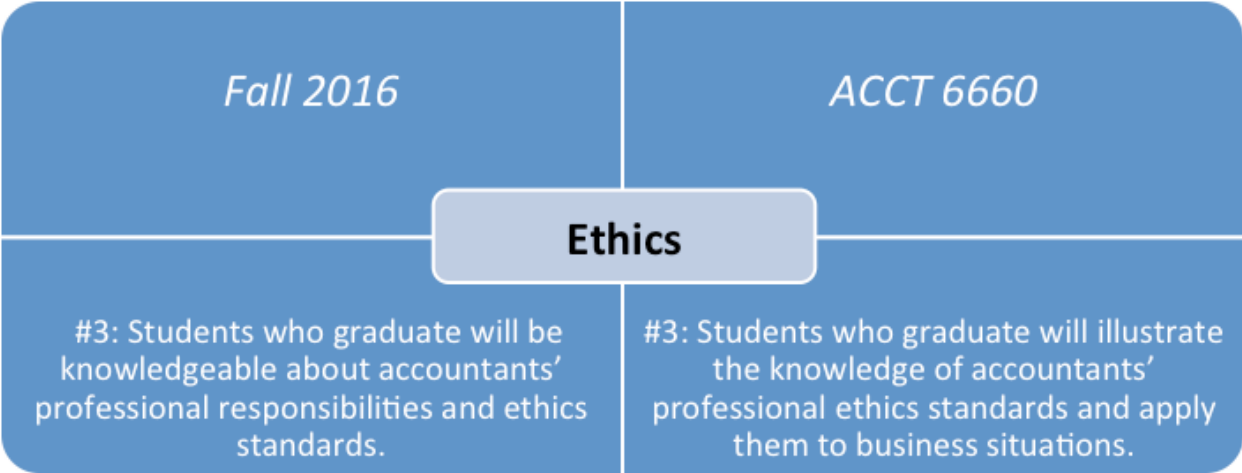 Fall 2016
ACCT 6660
Ethics
#3: Students who graduate will be
knowledgeable about accountants’
professional responsibilities and ethics
standards.
#3: Students who graduate will illustrate
the knowledge of accountants’
professional ethics standards and apply
them to business situations.